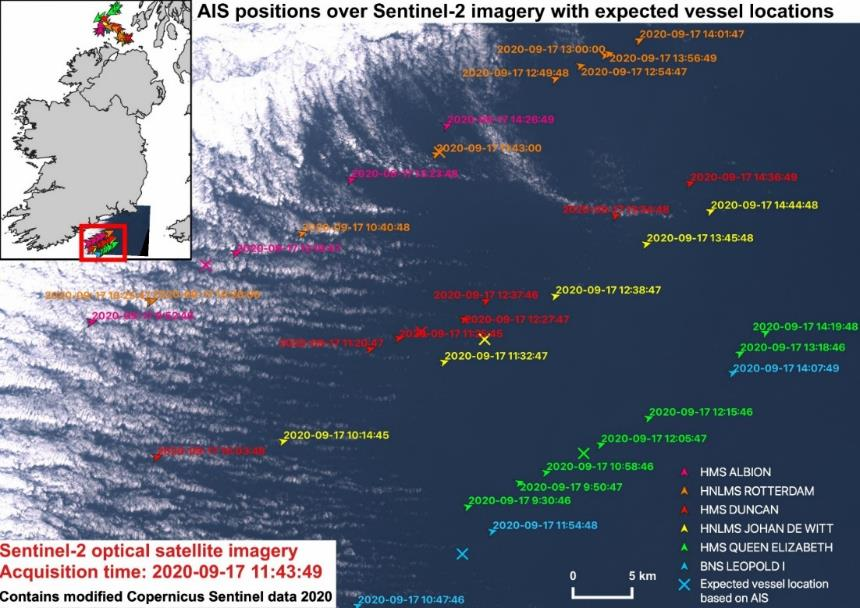 AIS positions over Sentinel-2 imagery with expected vessel locations
2020-09-17 14:01:47
2020-09-17 13:00:00
2020-09-17 13:56:49
2020-09-17 12:49:48
2020-09-17 12:54:47
2020-09-17 14:26:49
2020-09-17 14:36:49
2020-09-17 14:44:48
2020-09-17 10:40:48
2020-09-17 13:45:48
2020-09-17 12:38:47
2020-09-17 12:37:46
2020-09-17 12:27:47
2020-09-17 11:20:47
2020-09-17 11:32:47
2020-09-17 14:19:48
2020-09-17 13:18:46
2020-09-17 14:07:49
2020-09-17 12:15:46
2020-09-17 10:14:45
2020-09-17 12:05:47
2020-09-17 10:58:46
2020-09-17 9:50:47
2020-09-17 9:30:46
2020-09-17 11:54:48
2020-09-17 10:47:46
HMS ALBION
HNLMS ROTTERDAM
HMS DUNCAN
HNLMS JOHAN DE WITT
HMS QUEEN ELIZABETH
BNS LEOPOLD I
Expected vessel location
based on AIS
0 5 km
Sentinel-2 optical satellite imagery
Acquisition time: 2020-09-17 11:43:49
Contains modified Copernicus Sentinel data 2020